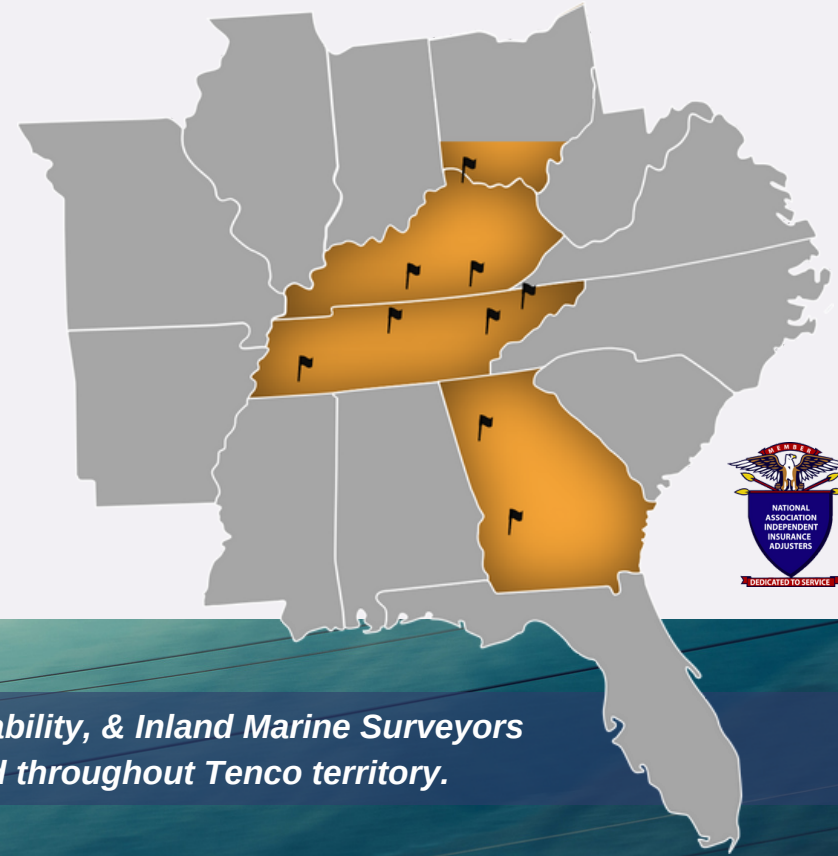 MEMBER
NATIONAL
ASSOCIATION
INDEPENDENT
INSURANCE
ADJUSTERS
DEDICATED TO SERVICE
ability, & Inland Marine Surveyors
throughout Tenco territory.